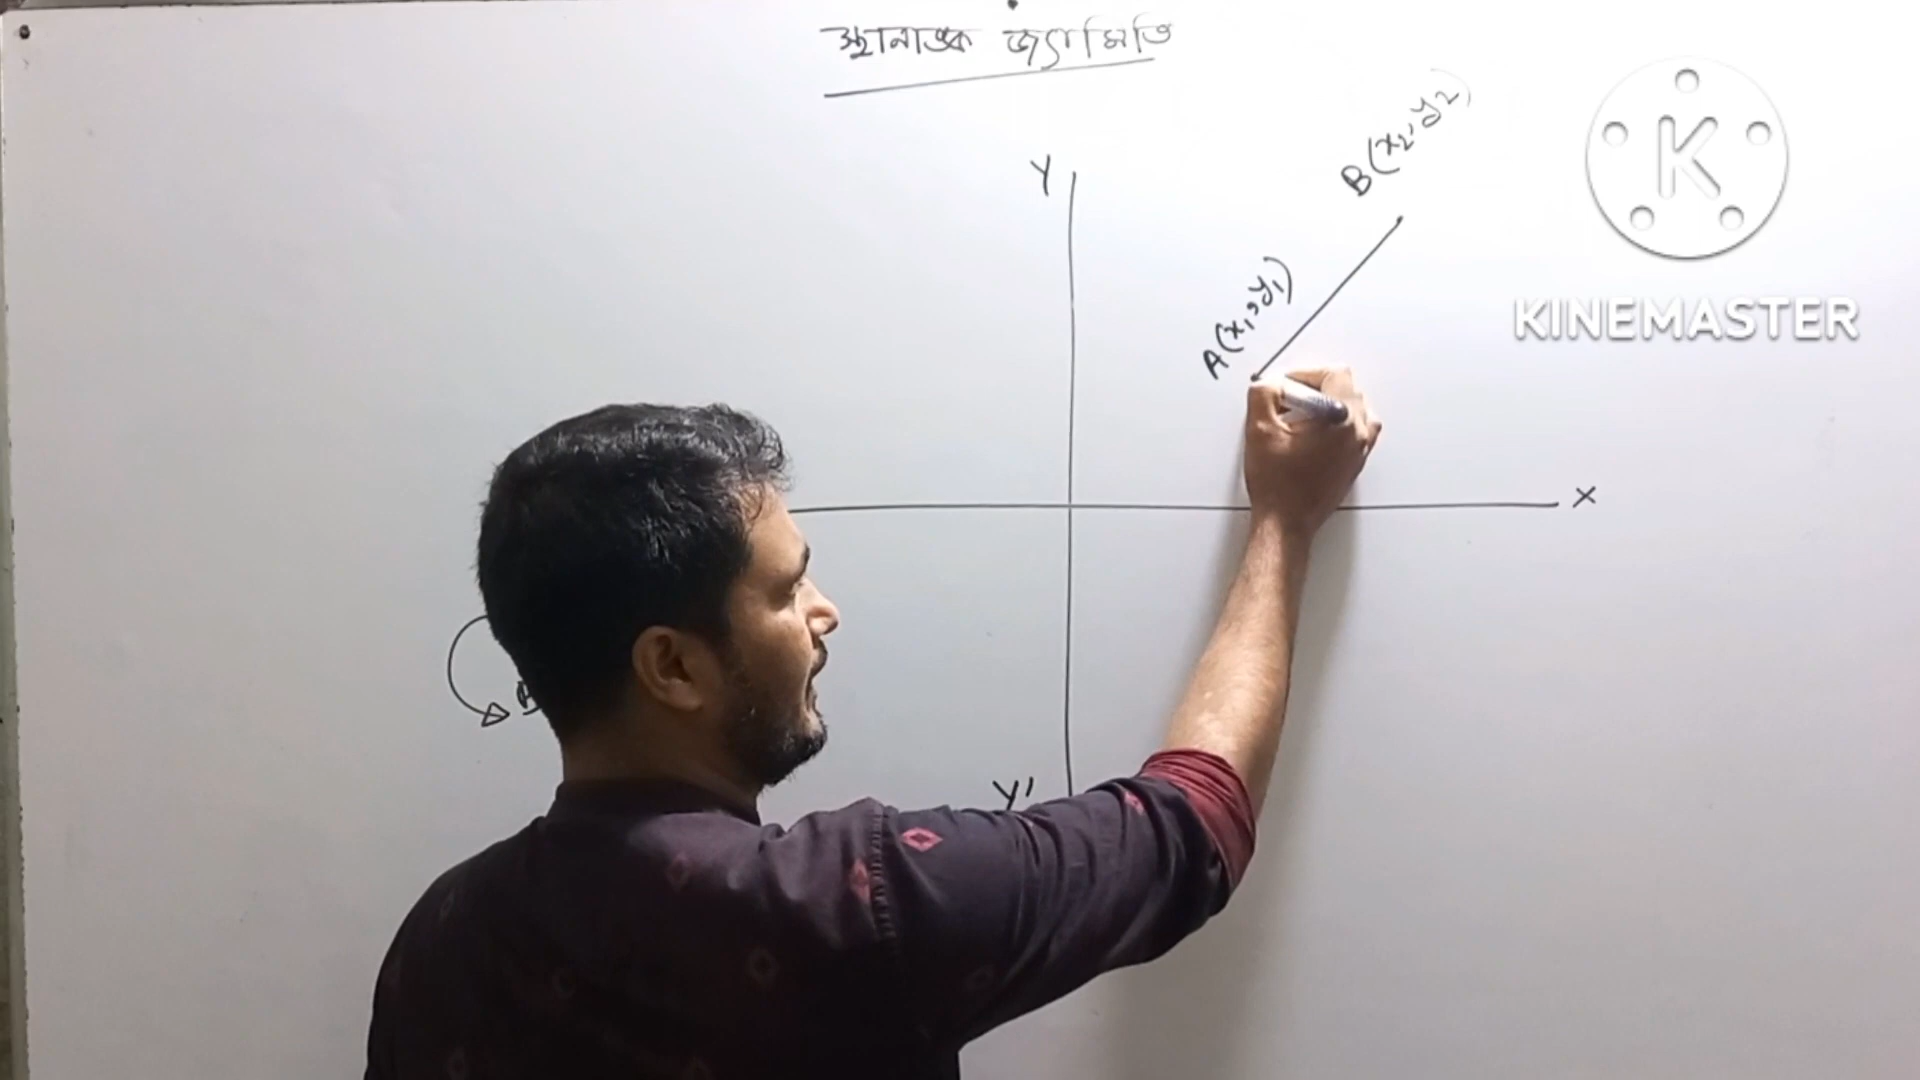 স্থানাঙ্ক জ্যামিতি
Y
B(x2, y2)
A(x1, y1)
KINEMASTER
X
Y'